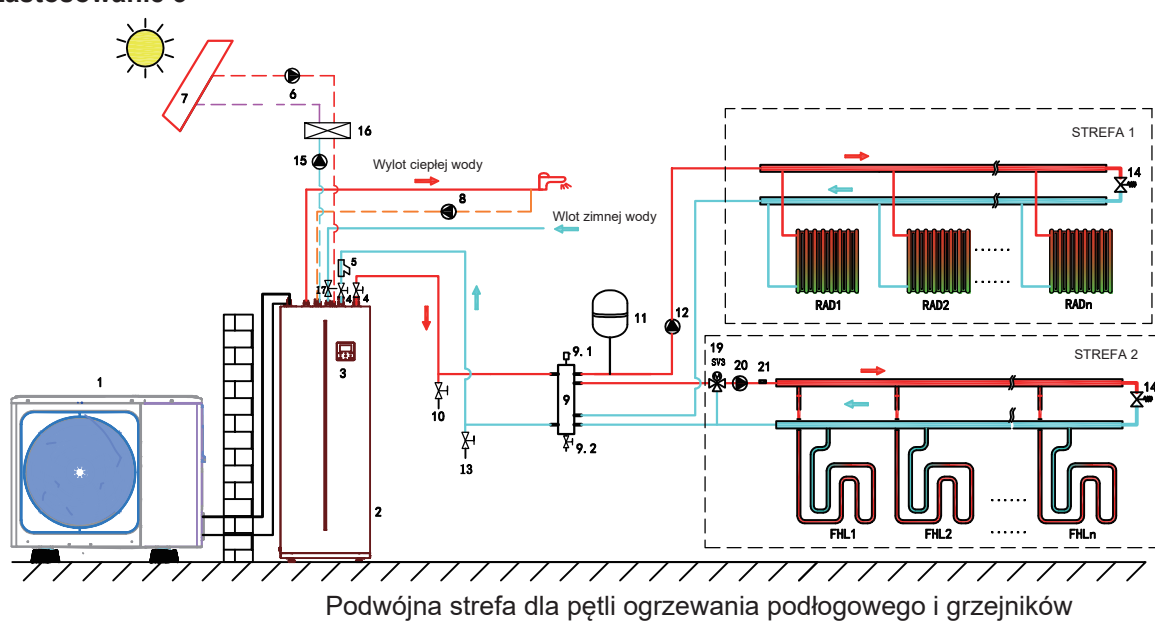 7
6
16
15
Wylot ciepłej wody
8
Wlot zimnej wody
5
17
4
4
3
1
2
10
13
11
12
9.1
9
9.2
STREFA 1
14
RAD1
RAD2
RADn
......
......
STREFA 2
19
SV3
20
21
14
FHL1
FHL2
FHLn
......
......
Podwójna strefa dla pętli ogrzewania podłogowego i grzejników